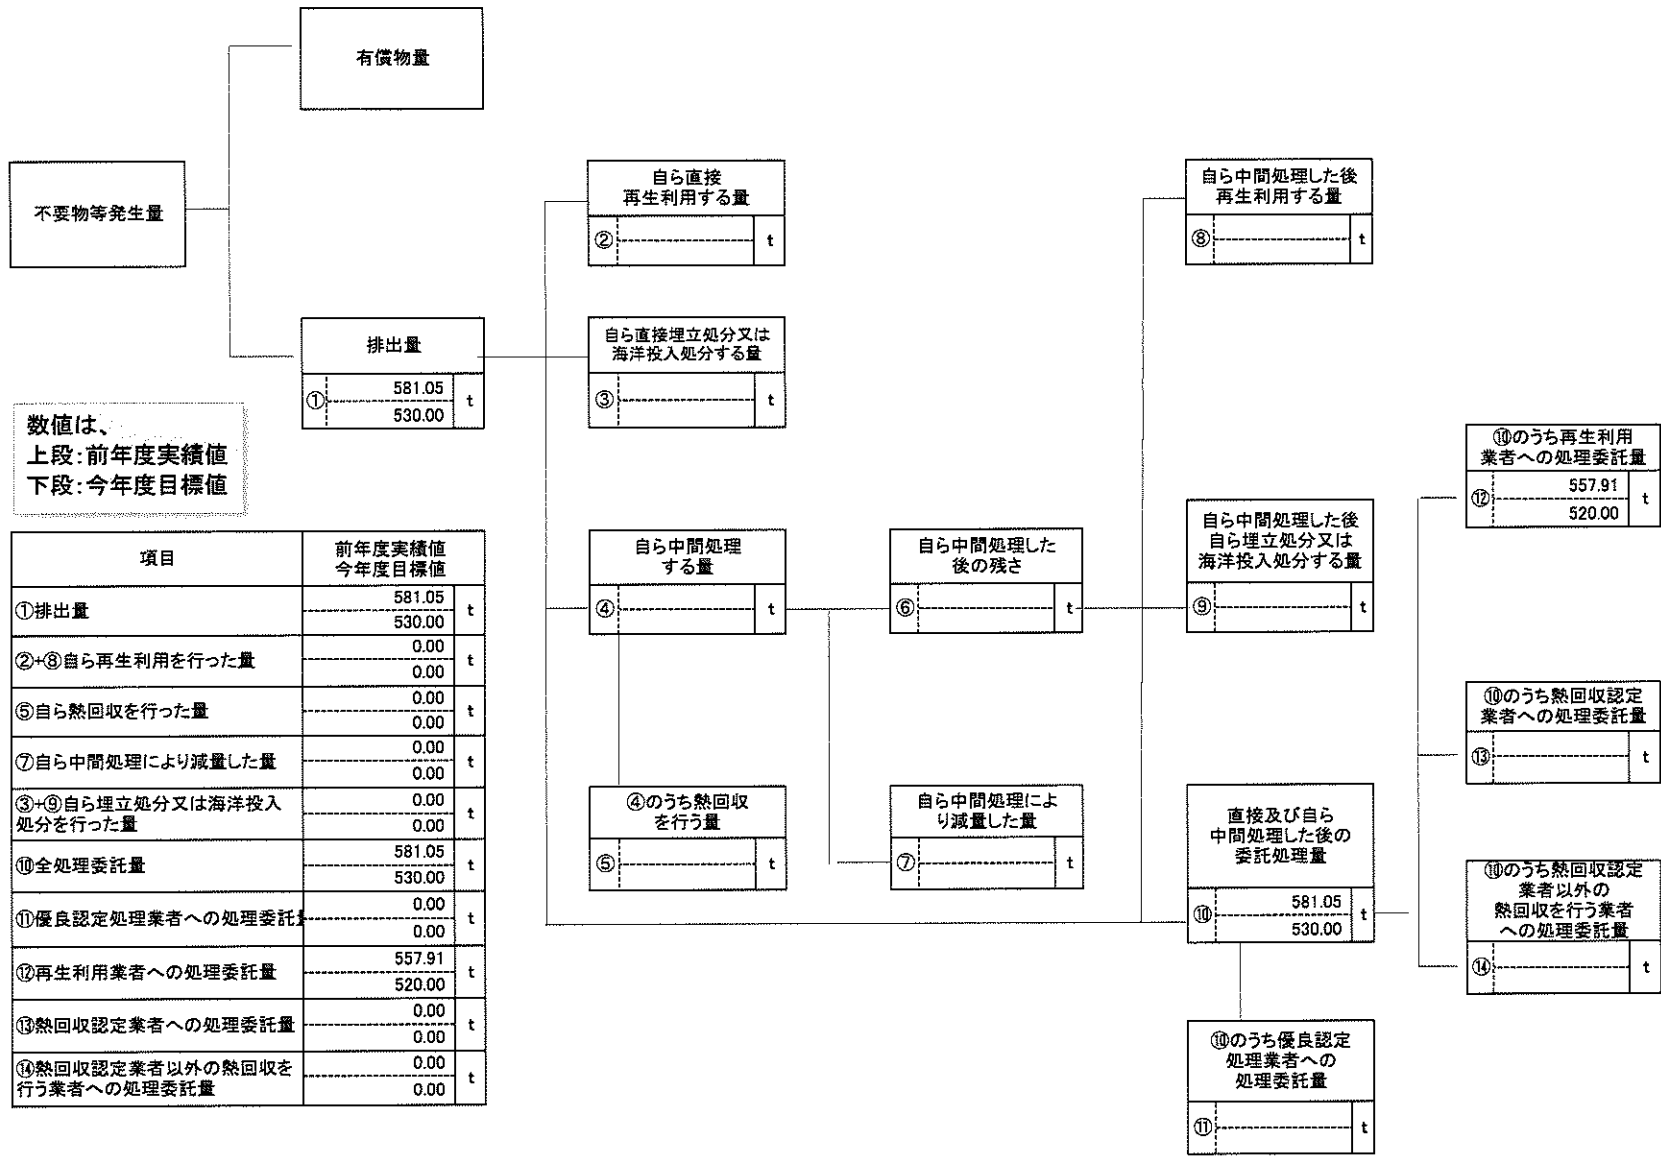 有償物量
不要物等発生量
排出量
①
581.05
530.00
t
数値は、
上段:前年度実績値
下段:今年度目標値
自ら直接
再生利用する量
②
t
自ら直接埋立処分又は
海洋投入処分する量
③
t
自ら中間処理
する量
④
t
④のうち熱回収
を行う量
⑤
t
自ら中間処理した
後の残さ
⑥
t
自ら中間処理によ
り減量した量
⑦
t
自ら中間処理した後
再生利用する量
⑧
t
自ら中間処理した後
自ら埋立処分又は
海洋投入処分する量
⑨
t
直接及び自ら
中間処理した後の
委託処理量
⑩
581.05
530.00
t
⑩のうち優良認定
処理業者への
処理委託量
⑪
t
⑩のうち再生利用
業者への処理委託量
⑫
557.91
520.00
t
⑩のうち熱回収認定
業者への処理委託量
⑬
t
⑩のうち熱回収認定
業者以外の
熱回収を行う業者
への処理委託量
⑭
t
項目
前年度実績値
今年度目標値
①排出量
581.05
530.00
t
②+⑧自ら再生利用を行った量
0.00
0.00
t
⑤自ら熱回収を行った量
0.00
0.00
t
⑦自ら中間処理により減量した量
0.00
0.00
t
③+⑨自ら埋立処分又は海洋投入
処分を行った量
0.00
0.00
t
⑩全処理委託量
581.05
530.00
t
⑪優良認定処理業者への処理委託
0.00
0.00
t
⑫再生利用業者への処理委託量
557.91
520.00
t
⑬熱回収認定業者への処理委託量
0.00
0.00
t
⑭熱回収認定業者以外の熱回収を
行う業者への処理委託量
0.00
0.00
t